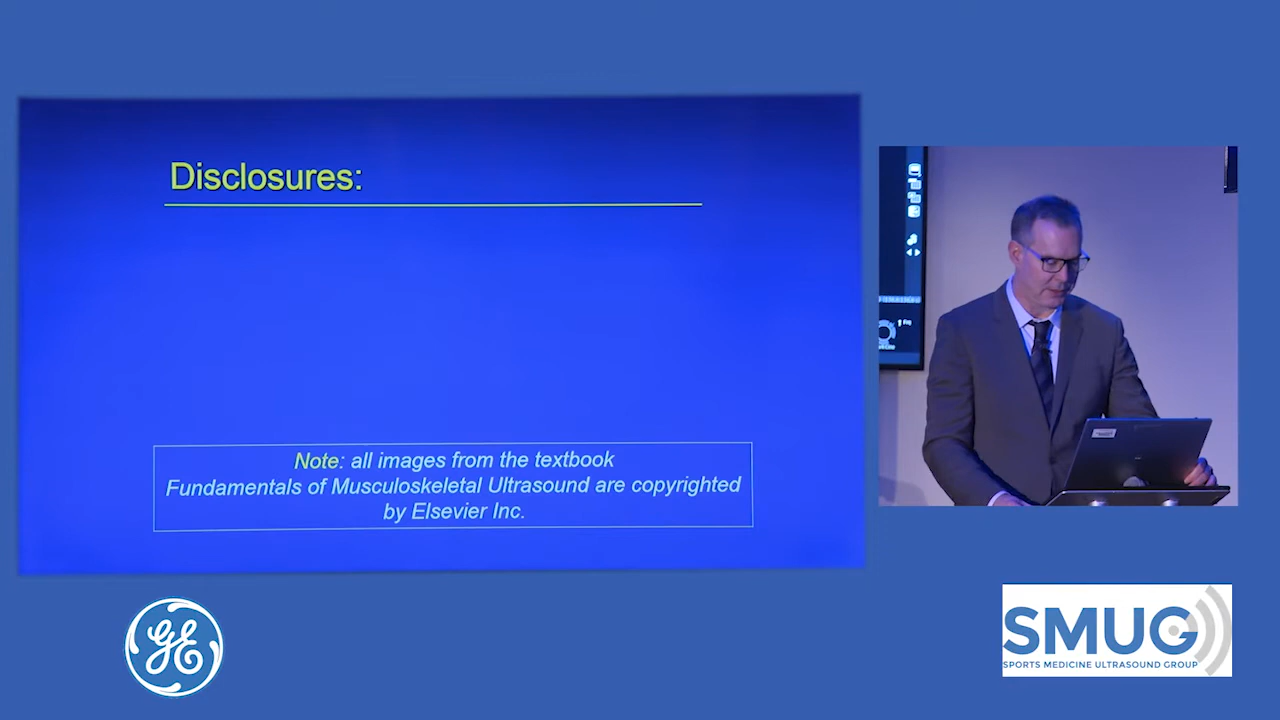 Disclosures:
Note: all images from the textbook
Fundamentals of Musculoskeletal Ultrasound are copyrighted
by Elsevier Inc.
GE
SMUG
SPORTS MEDICINE ULTRASOUND GROUP